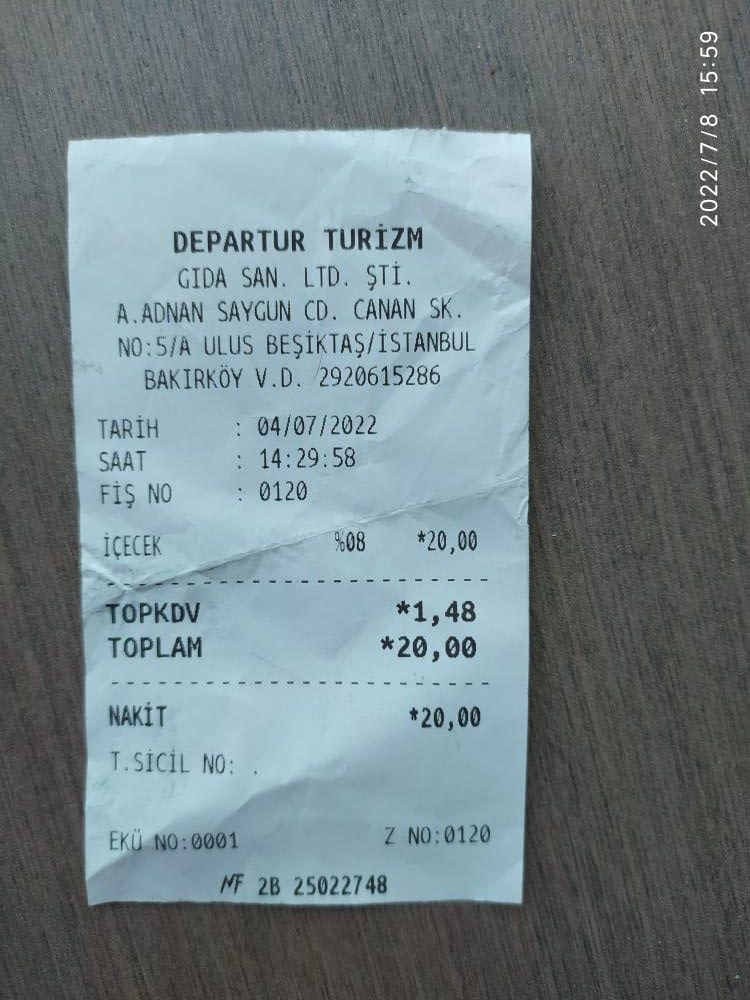 DEPARTUR TURİZM
GIDA SAN. LTD. ŞTİ.
A.ADNAN SAYGUN CD. CANAN SK.
NO:5/A ULUS BEŞİKTAŞ/İSTANBUL
BAKIRKÖY V.D. 2920615286
TARİH : 04/07/2022
SAAT : 14:29:58
FİŞ NO : 0120
İÇECEK %08 *20,00
TOPKDV *1,48
TOPLAM *20,00
NAKİT *20,00
T.SİCİL NO: .
EKÜ NO:0001 Z NO:0120
MF 2B 25022748
2022/7/8 15:59